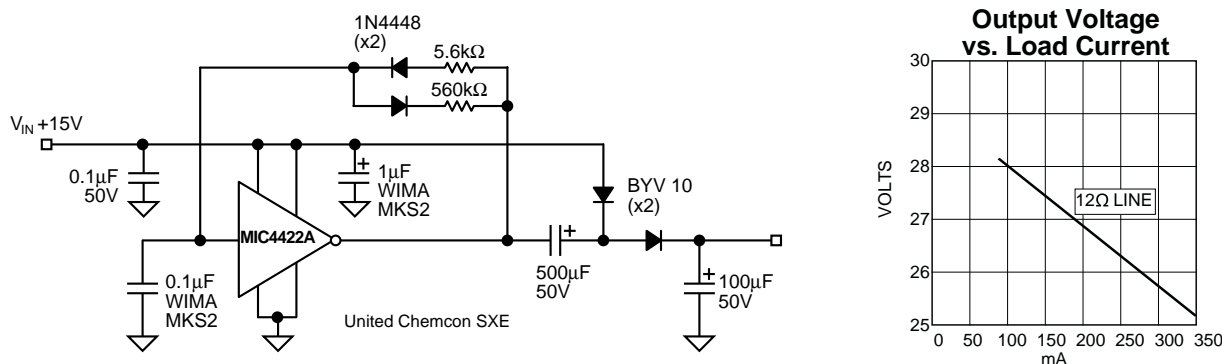 1N4448
(x2)
5.6kΩ
560kΩ
V_IN +15V
0.1µF
50V
+
1µF
WIMA
MKS2
BYV 10
(x2)
MIC4422A
0.1µF
WIMA
MKS2
+
500µF
50V
+
100µF
50V
United Chemcon SXE
Output Voltage
vs. Load Current
30
29
28
27
26
25
VOLTS
12Ω LINE
0 50 100 150 200 250 300 350
mA